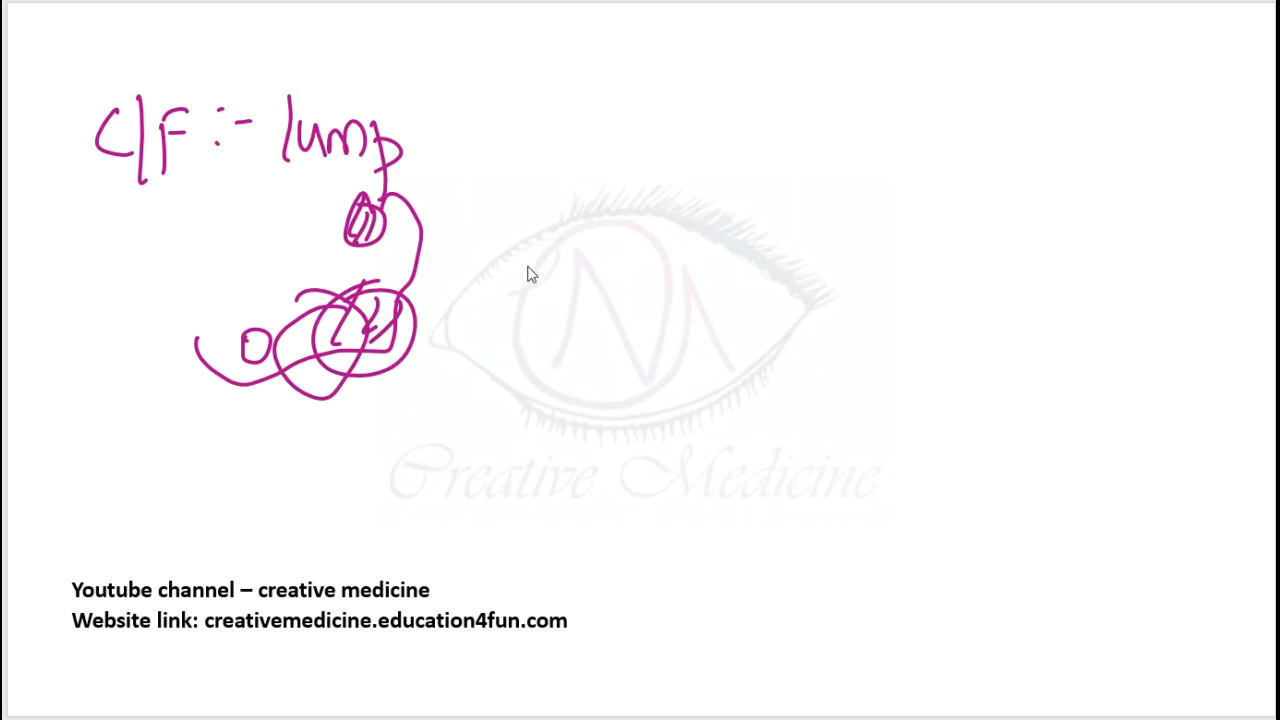 C/F :- lump
Creative Medicine
Youtube channel – creative medicine
Website link: creativemedicine.education4fun.com